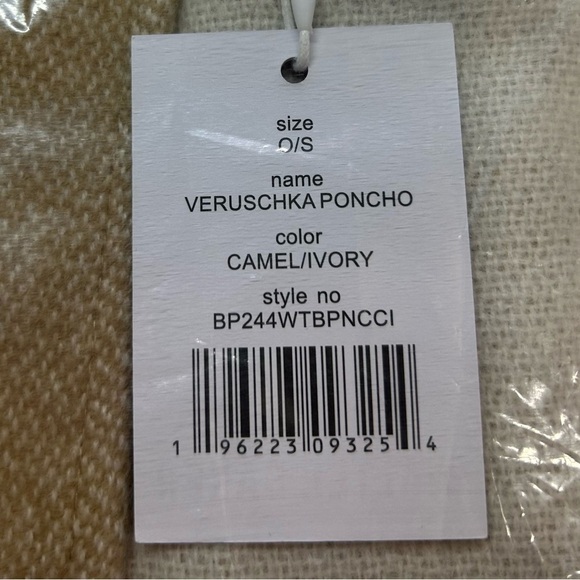 size
O/S
name
VERUSCHKA PONCHO
color
CAMEL/IVORY
style no
BP244WTBPNCCI
1 96223 09325 4